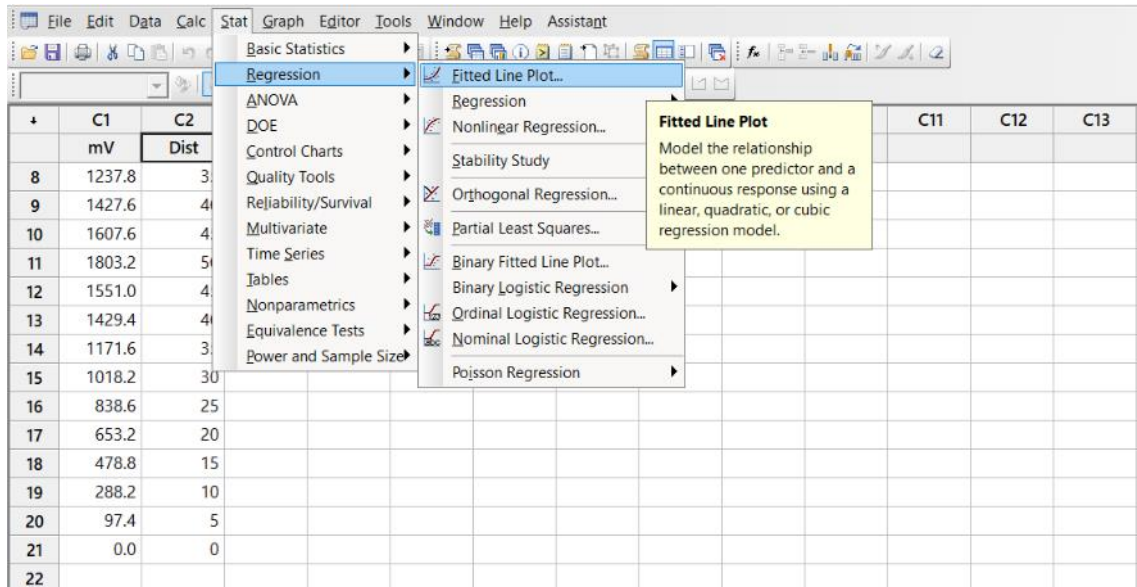 File Edit Data Calc Stat Graph Editor Tools Window Help Assistant
Basic Statistics
Regression
ANOVA
DOE
Control Charts
Quality Tools
Reliability/Survival
Multivariate
Time Series
Tables
Nonparametrics
Equivalence Tests
Power and Sample Size
Fitted Line Plot...
Regression
Nonlinear Regression...
Stability Study
Orthogonal Regression...
Partial Least Squares...
Binary Fitted Line Plot...
Binary Logistic Regression
Ordinal Logistic Regression...
Nominal Logistic Regression...
Poisson Regression
Fitted Line Plot
Model the relationship
between one predictor and a
continuous response using a
linear, quadratic, or cubic
regression model.
C1 C2 C11 C12 C13
mV Dist
8 1237.8
9 1427.6
10 1607.6
11 1803.2
12 1551.0
13 1429.4
14 1171.6
15 1018.2 30
16 838.6 25
17 653.2 20
18 478.8 15
19 288.2 10
20 97.4 5
21 0.0 0
22